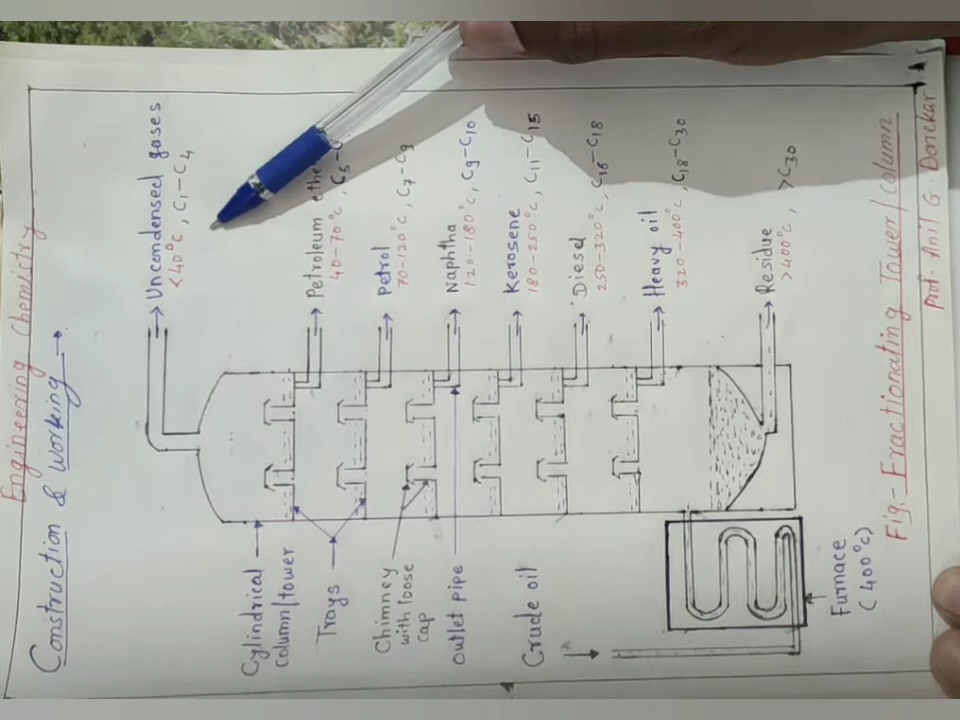 Engineering Chemistry
Construction & working →
→ Uncondensed gases
<40°C, C1-C4
→ Petroleum
40-70°C, C5-
→ Petrol
70-120°C, C7-C9
→ Naphtha
120-180°C, C9-C10
→ Kerosene
180-250°C, C11-C15
→ Diesel
250-320°C, C16-C18
→ Heavy oil
320-400°C, C18-C30
→ Residue
>400°C, >C30
Cylindrical
column/tower
Trays
Chimney
with loose
cap
outlet pipe
Crude oil
Furnace
(400°C)
Fig:- Fractionating Tower/Column
Prof. Anil G. Darekar